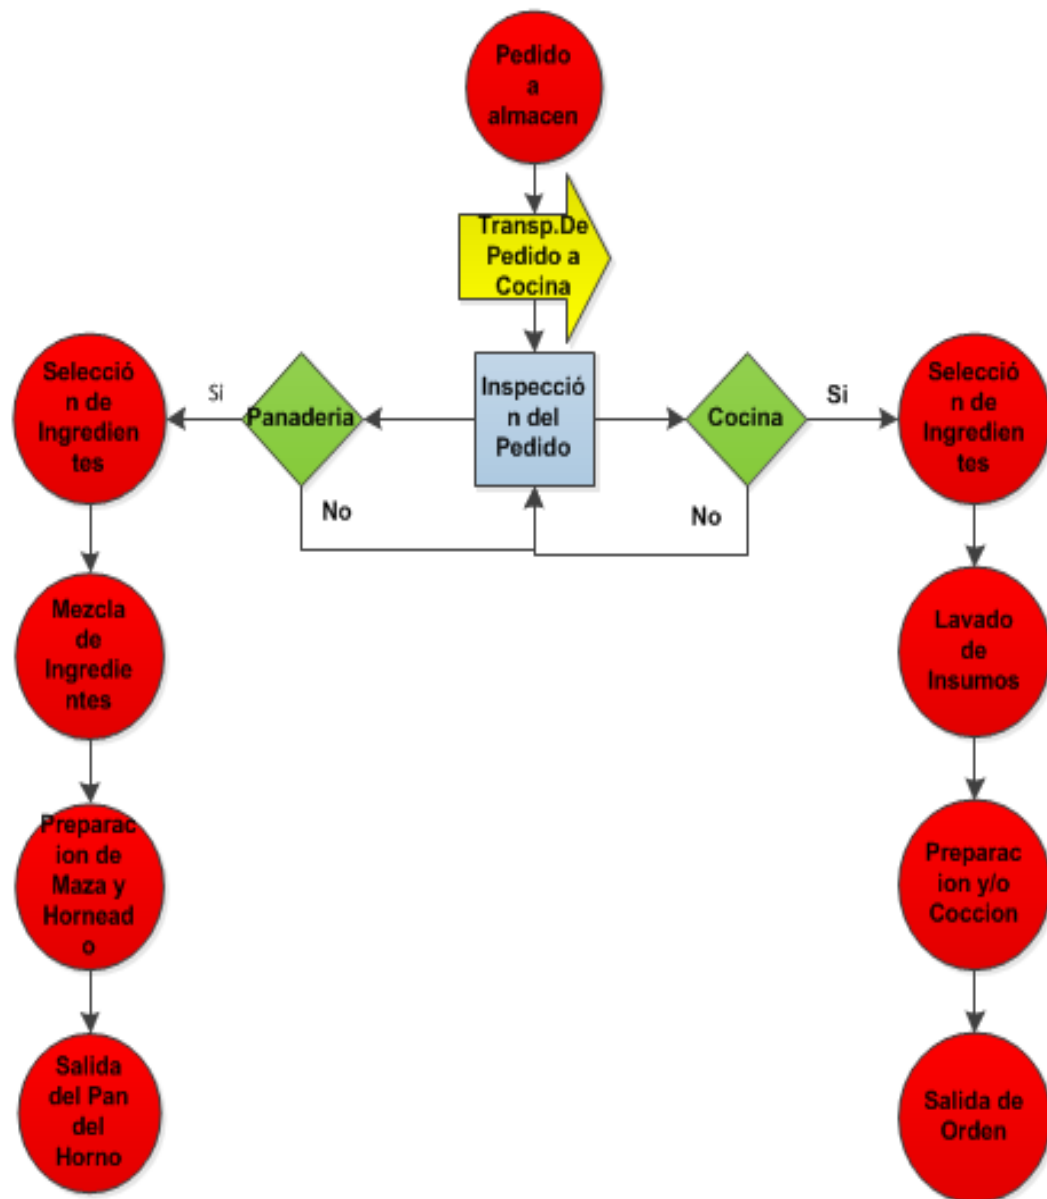 Pedido
a
almacen
Transp.De
Pedido a
Cocina
Selecció
n de
Ingredien
tes
Si
Panaderia
Inspecció
n del
Pedido
Cocina
Si
Selecció
n de
Ingredien
tes
No
No
Mezcla
de
Ingredie
ntes
Lavado
de
Insumos
Preparac
ion de
Maza y
Hornead
o
Preparac
ion y/o
Coccion
Salida
del Pan
del
Horno
Salida de
Orden